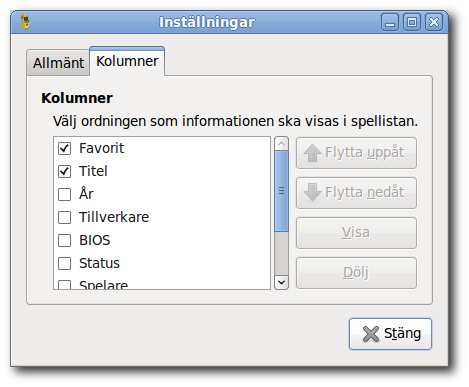 Inställningar
Allmänt
Kolumner
Kolumner
Välj ordningen som informationen ska visas i spellistan.
Favorit
Titel
År
Tillverkare
BIOS
Status
Spelare
Flytta uppåt
Flytta nedåt
Visa
Dölj
Stäng